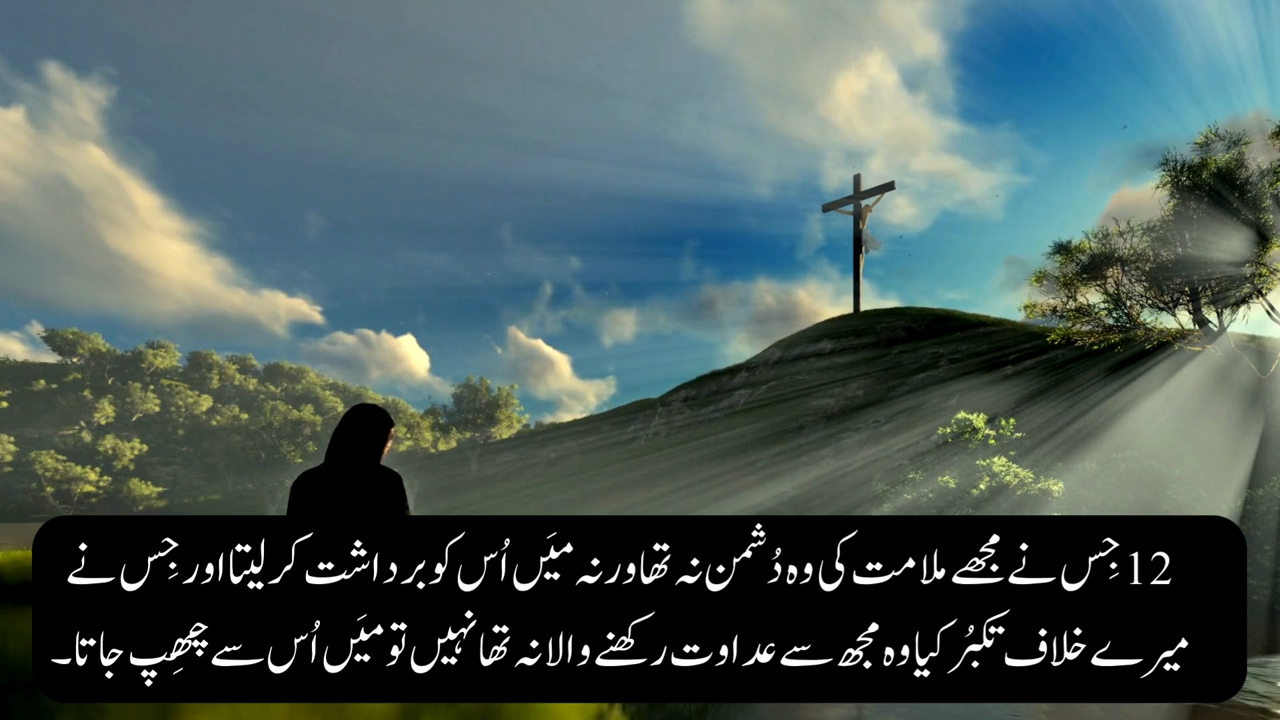 12 جِس نے مجھے ملامت کی وہ دُشمن نہ تھا ورنہ میَں اُس کو برداشت کر لیتا اور جِس نے
میرے خلاف تکبُر کیا وہ مجھ سے عداوت رکھنے والا نہ تھا نہیں تو میَں اُس سے چھِپ جاتا۔